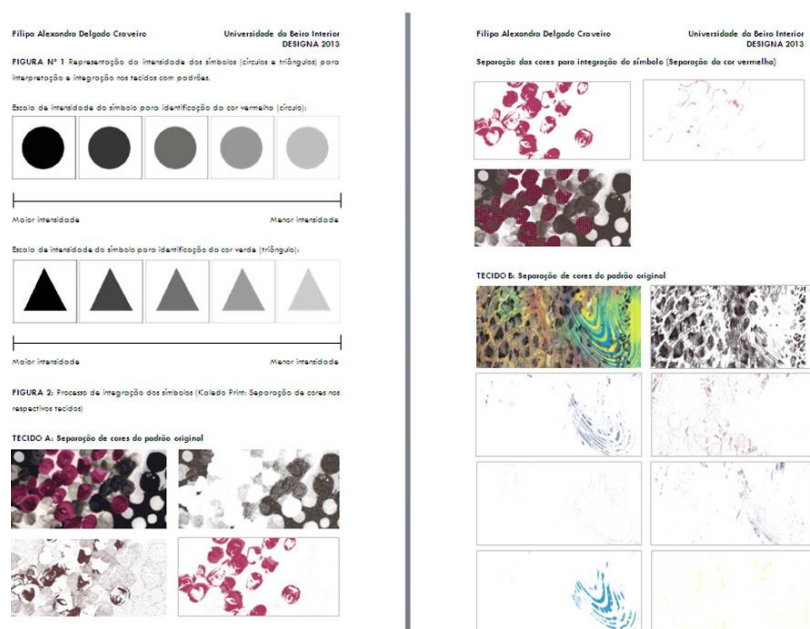 Filipa Alexandra Delgado Craveiro
Universidade da Beira Interior
DESIGNA 2013
FIGURA Nº 1 Representação da intensidade dos símbolos (círculos e triângulos) para
interpretação e integração nos tecidos com padrões.
Escala de intensidade do símbolo para identificação da cor vermelha (círculo):
Maior intensidade
Menor intensidade
Escala de intensidade do símbolo para identificação da cor verde (triângulo):
Maior intensidade
Menor intensidade
FIGURA 2: Processo de integração dos símbolos (Kaledo Print: Separação de cores nos
respectivos tecidos)
TECIDO A: Separação de cores do padrão original
Filipa Alexandra Delgado Craveiro
Universidade da Beira Interior
DESIGNA 2013
Separação das cores para integração do símbolo (Separação da cor vermelha)
TECIDO B: Separação de cores do padrão original